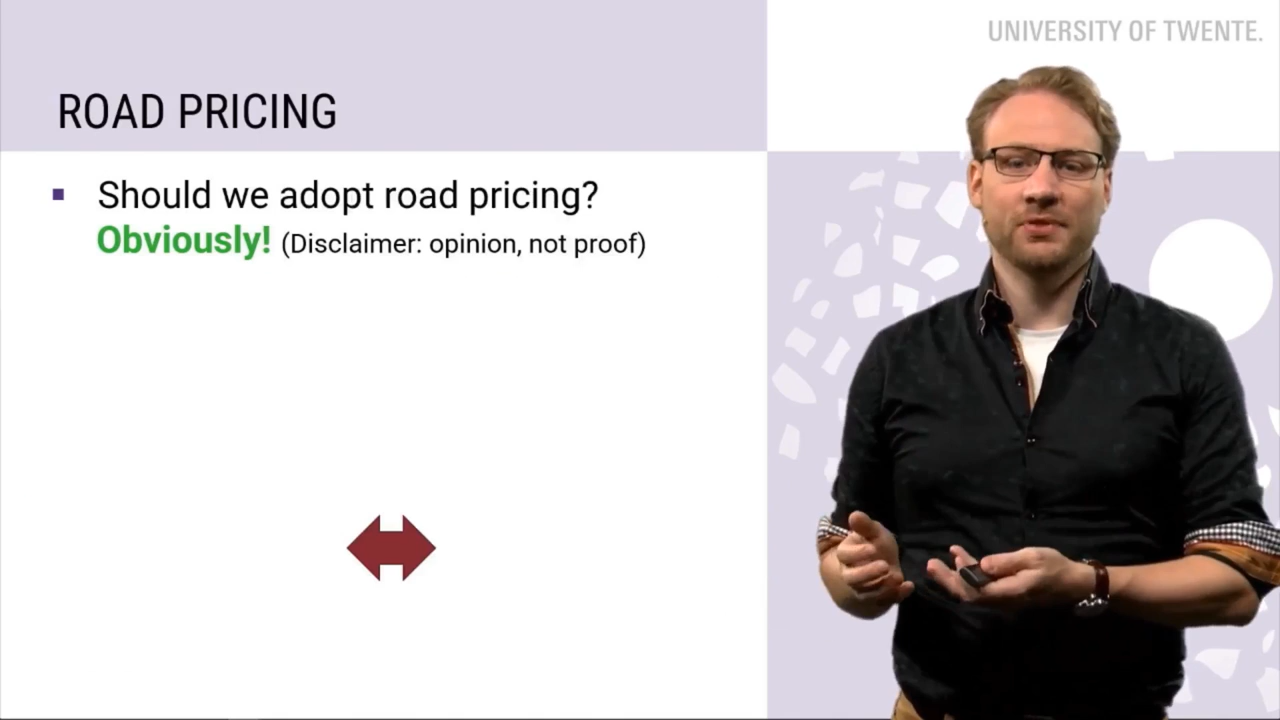 UNIVERSITY OF TWENTE.
ROAD PRICING
Should we adopt road pricing?
Obviously! (Disclaimer: opinion, not proof)